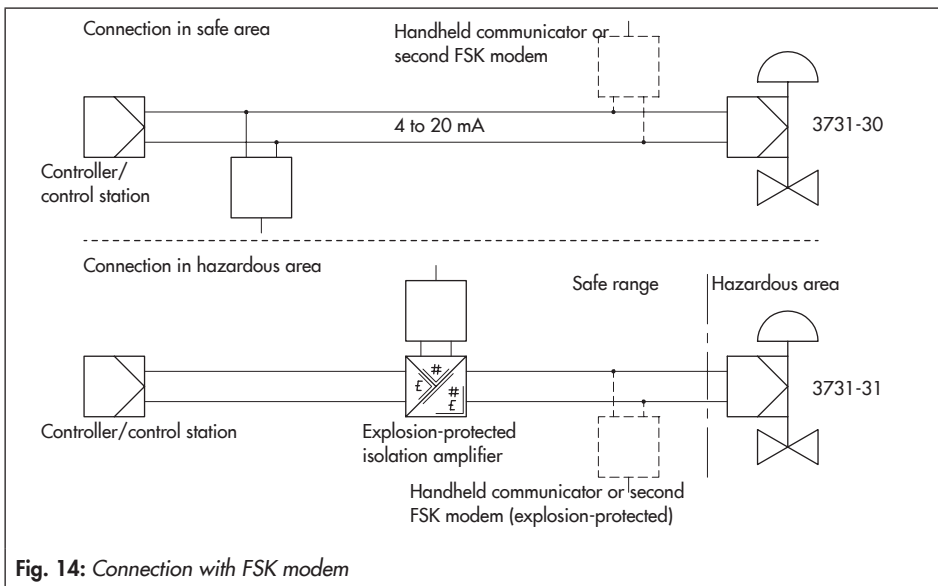 Connection in safe area
Handheld communicator or
second FSK modem
4 to 20 mA
3731-30
Controller/
control station
Connection in hazardous area
Safe range
Hazardous area
3731-31
Controller/control station
Explosion-protected
isolation amplifier
Handheld communicator or second
FSK modem (explosion-protected)
Fig. 14: Connection with FSK modem